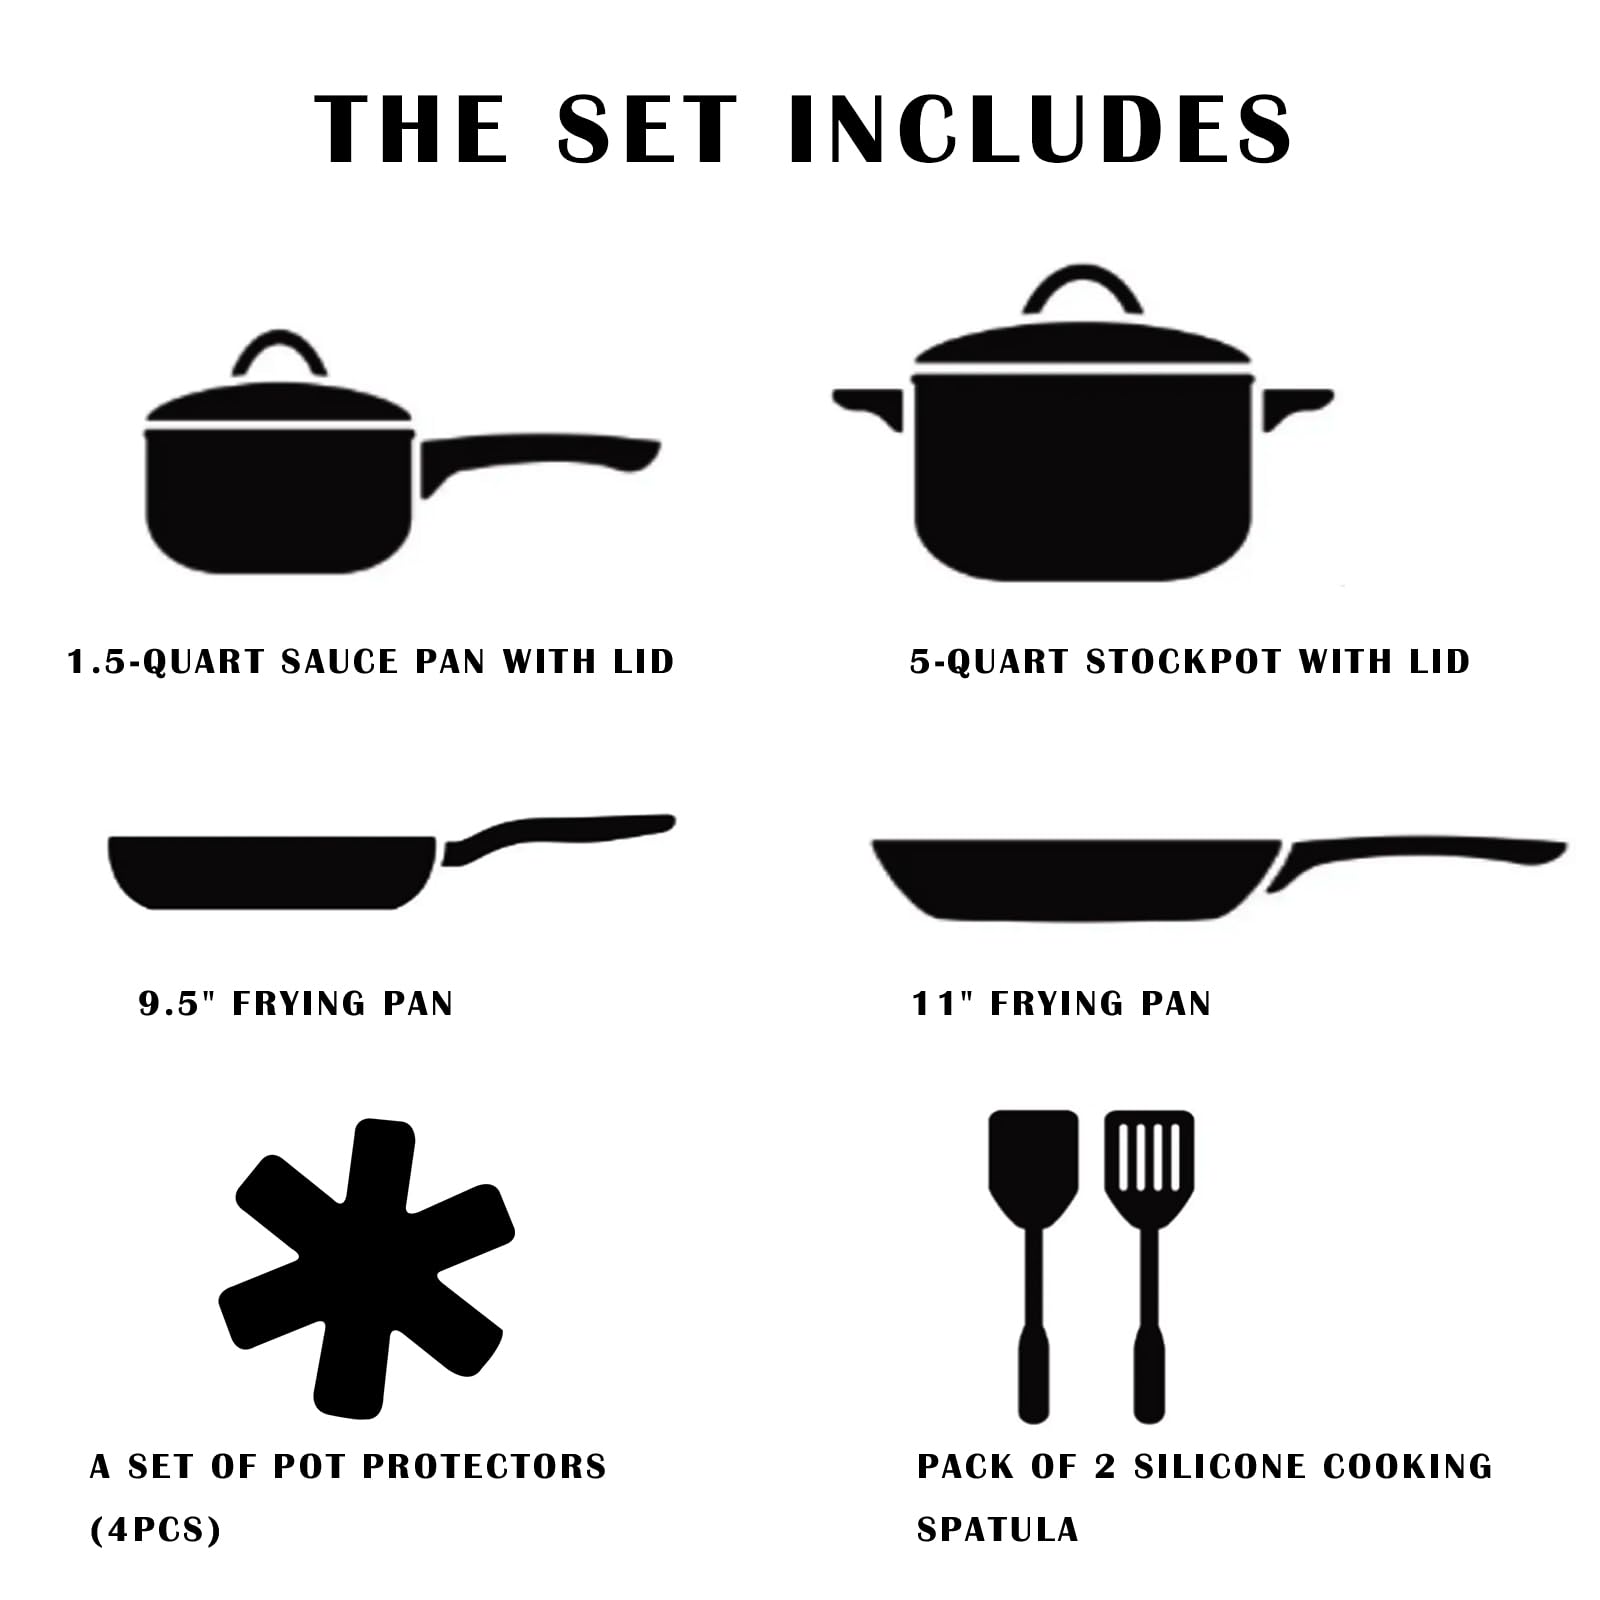 THE SET INCLUDES
1.5-QUART SAUCE PAN WITH LID
5-QUART STOCKPOT WITH LID
9.5" FRYING PAN
11" FRYING PAN
A SET OF POT PROTECTORS
(4PCS)
PACK OF 2 SILICONE COOKING
SPATULA